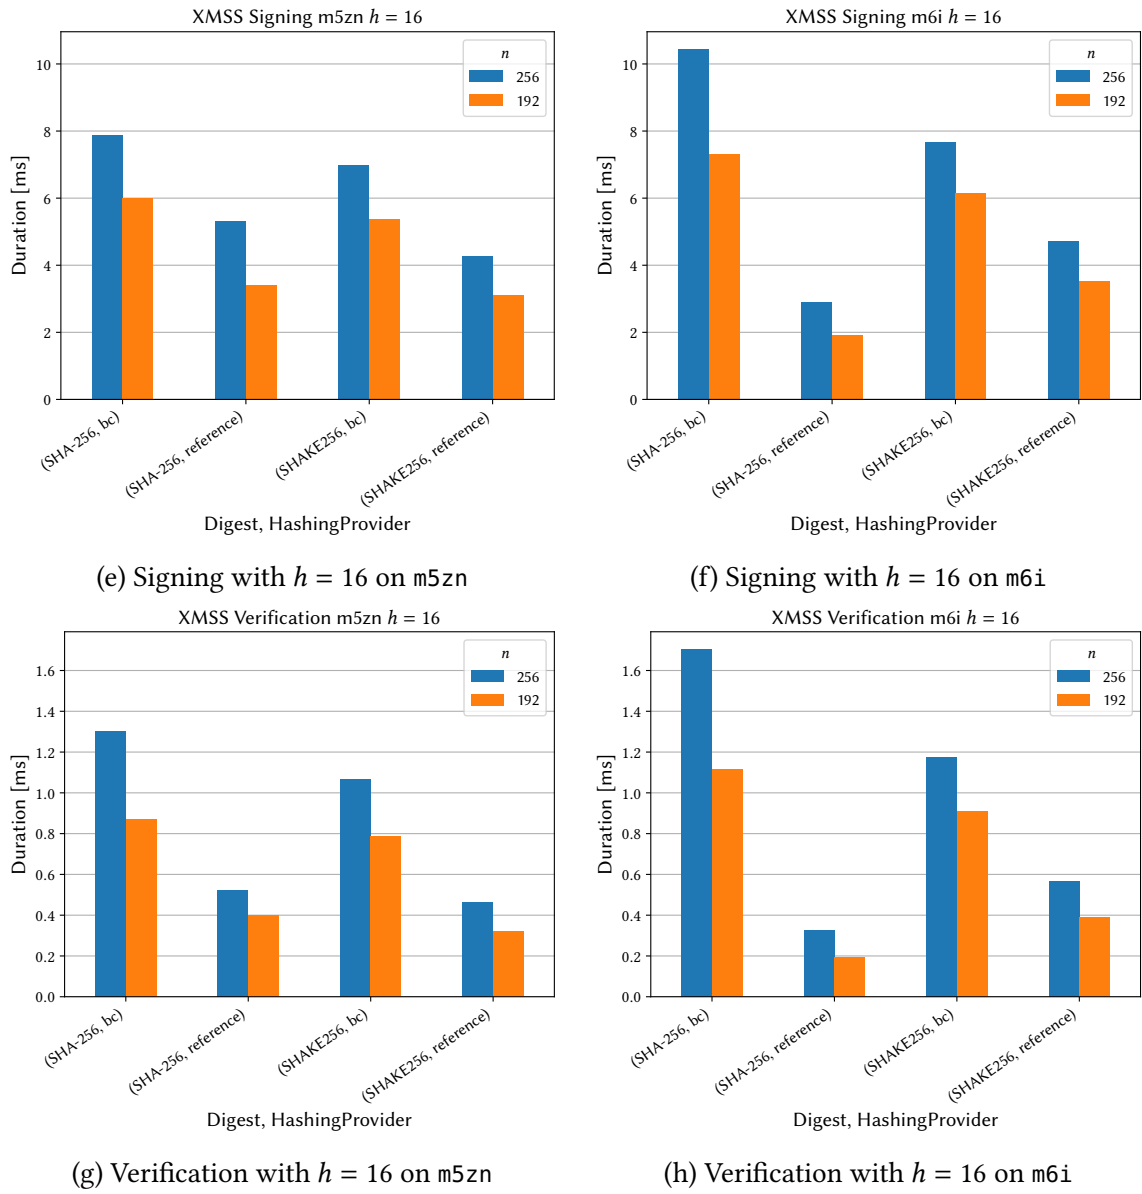 XMSS Signing m5zn h = 16
Duration [ms]
10
8
6
4
2
0
n
256
192
(SHA-256, bc)
(SHA-256, reference)
(SHAKE256, bc)
(SHAKE256, reference)
Digest, HashingProvider
(e) Signing with h = 16 on m5zn
XMSS Signing m6i h = 16
Duration [ms]
10
8
6
4
2
0
n
256
192
(SHA-256, bc)
(SHA-256, reference)
(SHAKE256, bc)
(SHAKE256, reference)
Digest, HashingProvider
(f) Signing with h = 16 on m6i
XMSS Verification m5zn h = 16
Duration [ms]
1.6
1.4
1.2
1.0
0.8
0.6
0.4
0.2
0.0
n
256
192
(SHA-256, bc)
(SHA-256, reference)
(SHAKE256, bc)
(SHAKE256, reference)
Digest, HashingProvider
(g) Verification with h = 16 on m5zn
XMSS Verification m6i h = 16
Duration [ms]
1.6
1.4
1.2
1.0
0.8
0.6
0.4
0.2
0.0
n
256
192
(SHA-256, bc)
(SHA-256, reference)
(SHAKE256, bc)
(SHAKE256, reference)
Digest, HashingProvider
(h) Verification with h = 16 on m6i